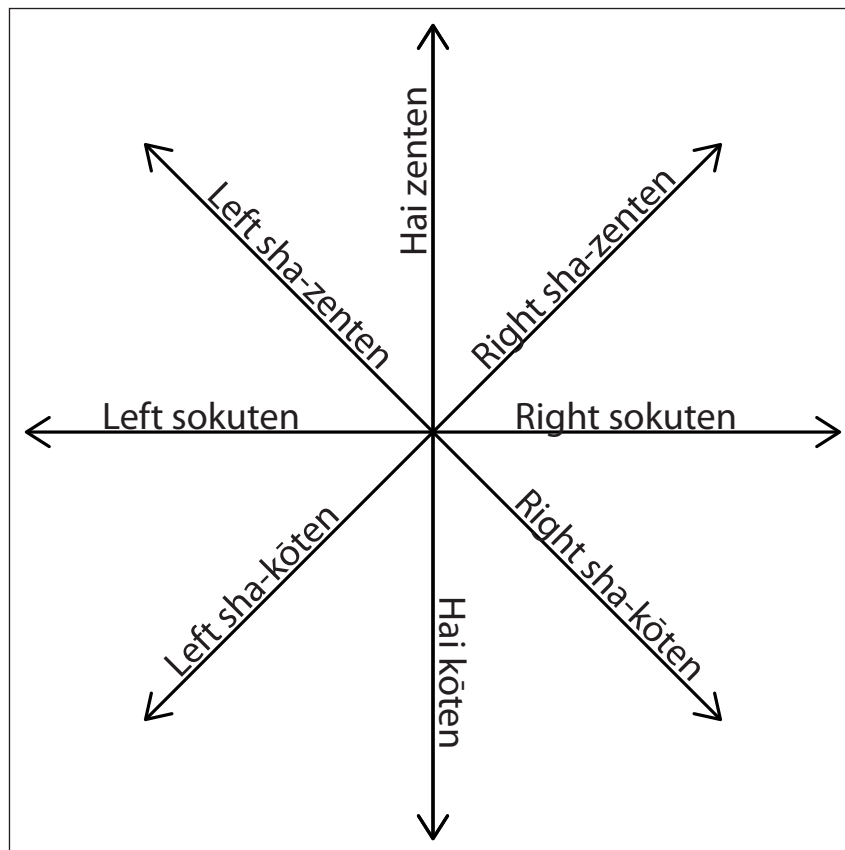 Hai zenten
Left sha-zenten
Right sha-zenten
Left sokuten
Right sokuten
Left sha-kōten
Right sha-kōten
Hai kōten